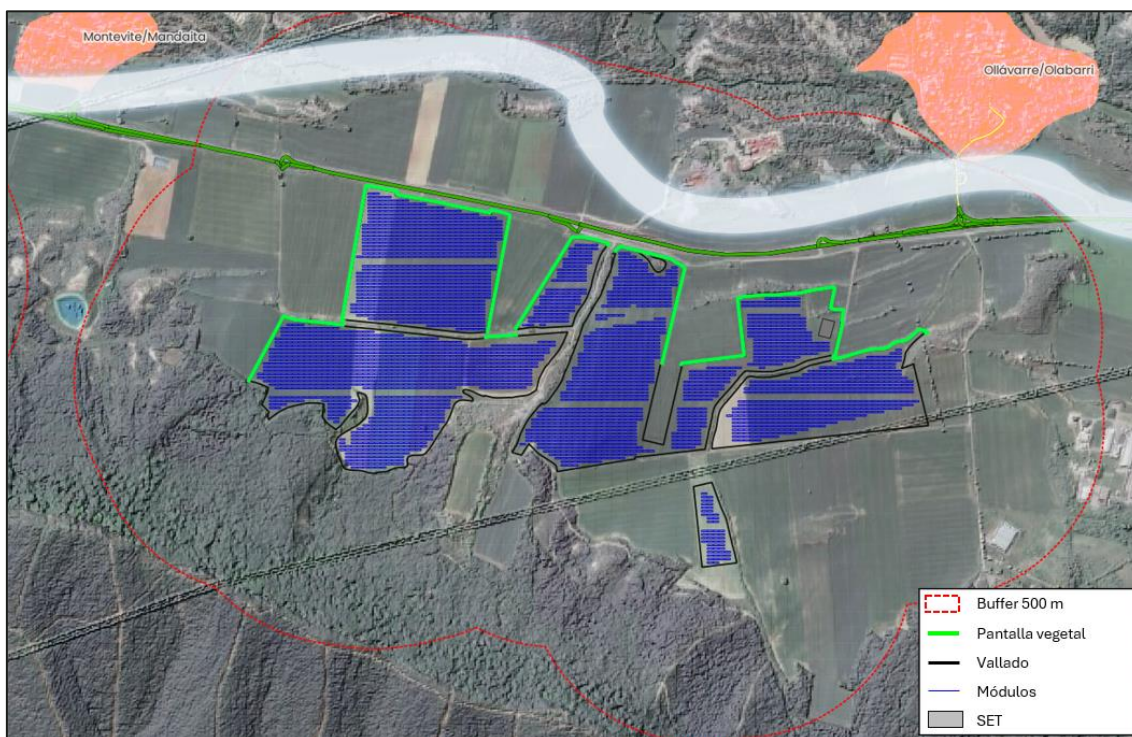 Montevite/Mandaita
Ollávarre/Olabarri
Buffer 500 m
Pantalla vegetal
Vallado
Módulos
SET